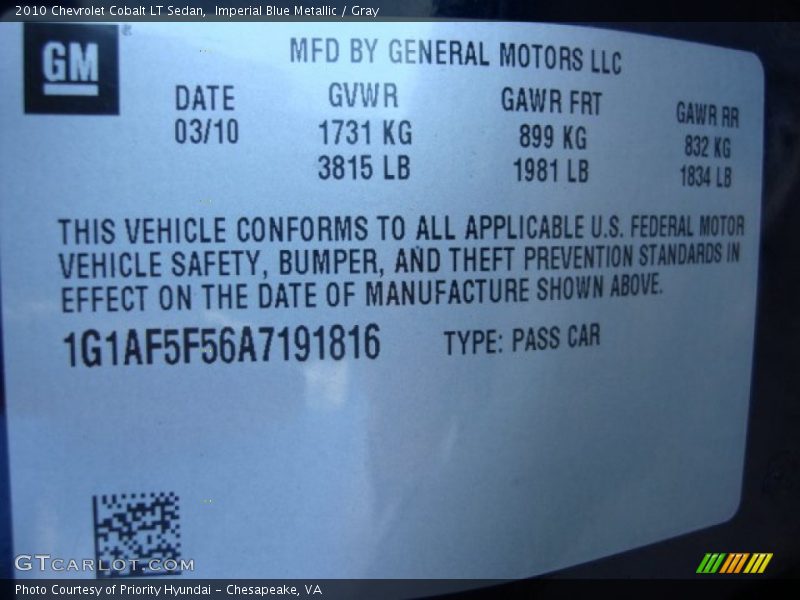 2010 Chevrolet Cobalt LT Sedan,  Imperial Blue Metallic / Gray
GM
MFD BY GENERAL MOTORS LLC
DATE GVWR GAWR FRT GAWR RR
03/10 1731 KG 899 KG 832 KG
3815 LB 1981 LB 1834 LB
THIS VEHICLE CONFORMS TO ALL APPLICABLE U.S. FEDERAL MOTOR
VEHICLE SAFETY, BUMPER, AND THEFT PREVENTION STANDARDS IN
EFFECT ON THE DATE OF MANUFACTURE SHOWN ABOVE.
1G1AF5F56A7191816 TYPE: PASS CAR
GTCARLOT.COM
Photo Courtesy of Priority Hyundai - Chesapeake, VA